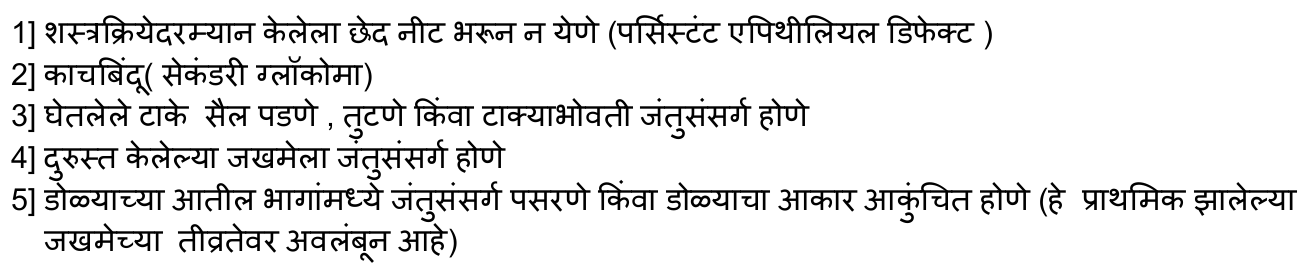 1] शस्त्रक्रियेदरम्यान केलेला छेद नीट भरून न येणे (पर्सिस्टंट एपिथीलियल डिफेक्ट )
2] काचबिंदू( सेकंडरी ग्लॉकोमा)
3] घेतलेले टाके  सैल पडणे , तुटणे किंवा टाक्याभोवती जंतुसंसर्ग होणे
4] दुरुस्त केलेल्या जखमेला जंतुसंसर्ग होणे
5] डोळ्याच्या आतील भागांमध्ये जंतुसंसर्ग पसरणे किंवा डोळ्याचा आकार आकुंचित होणे (हे  प्राथमिक झालेल्या
जखमेच्या  तीव्रतेवर अवलंबून आहे)